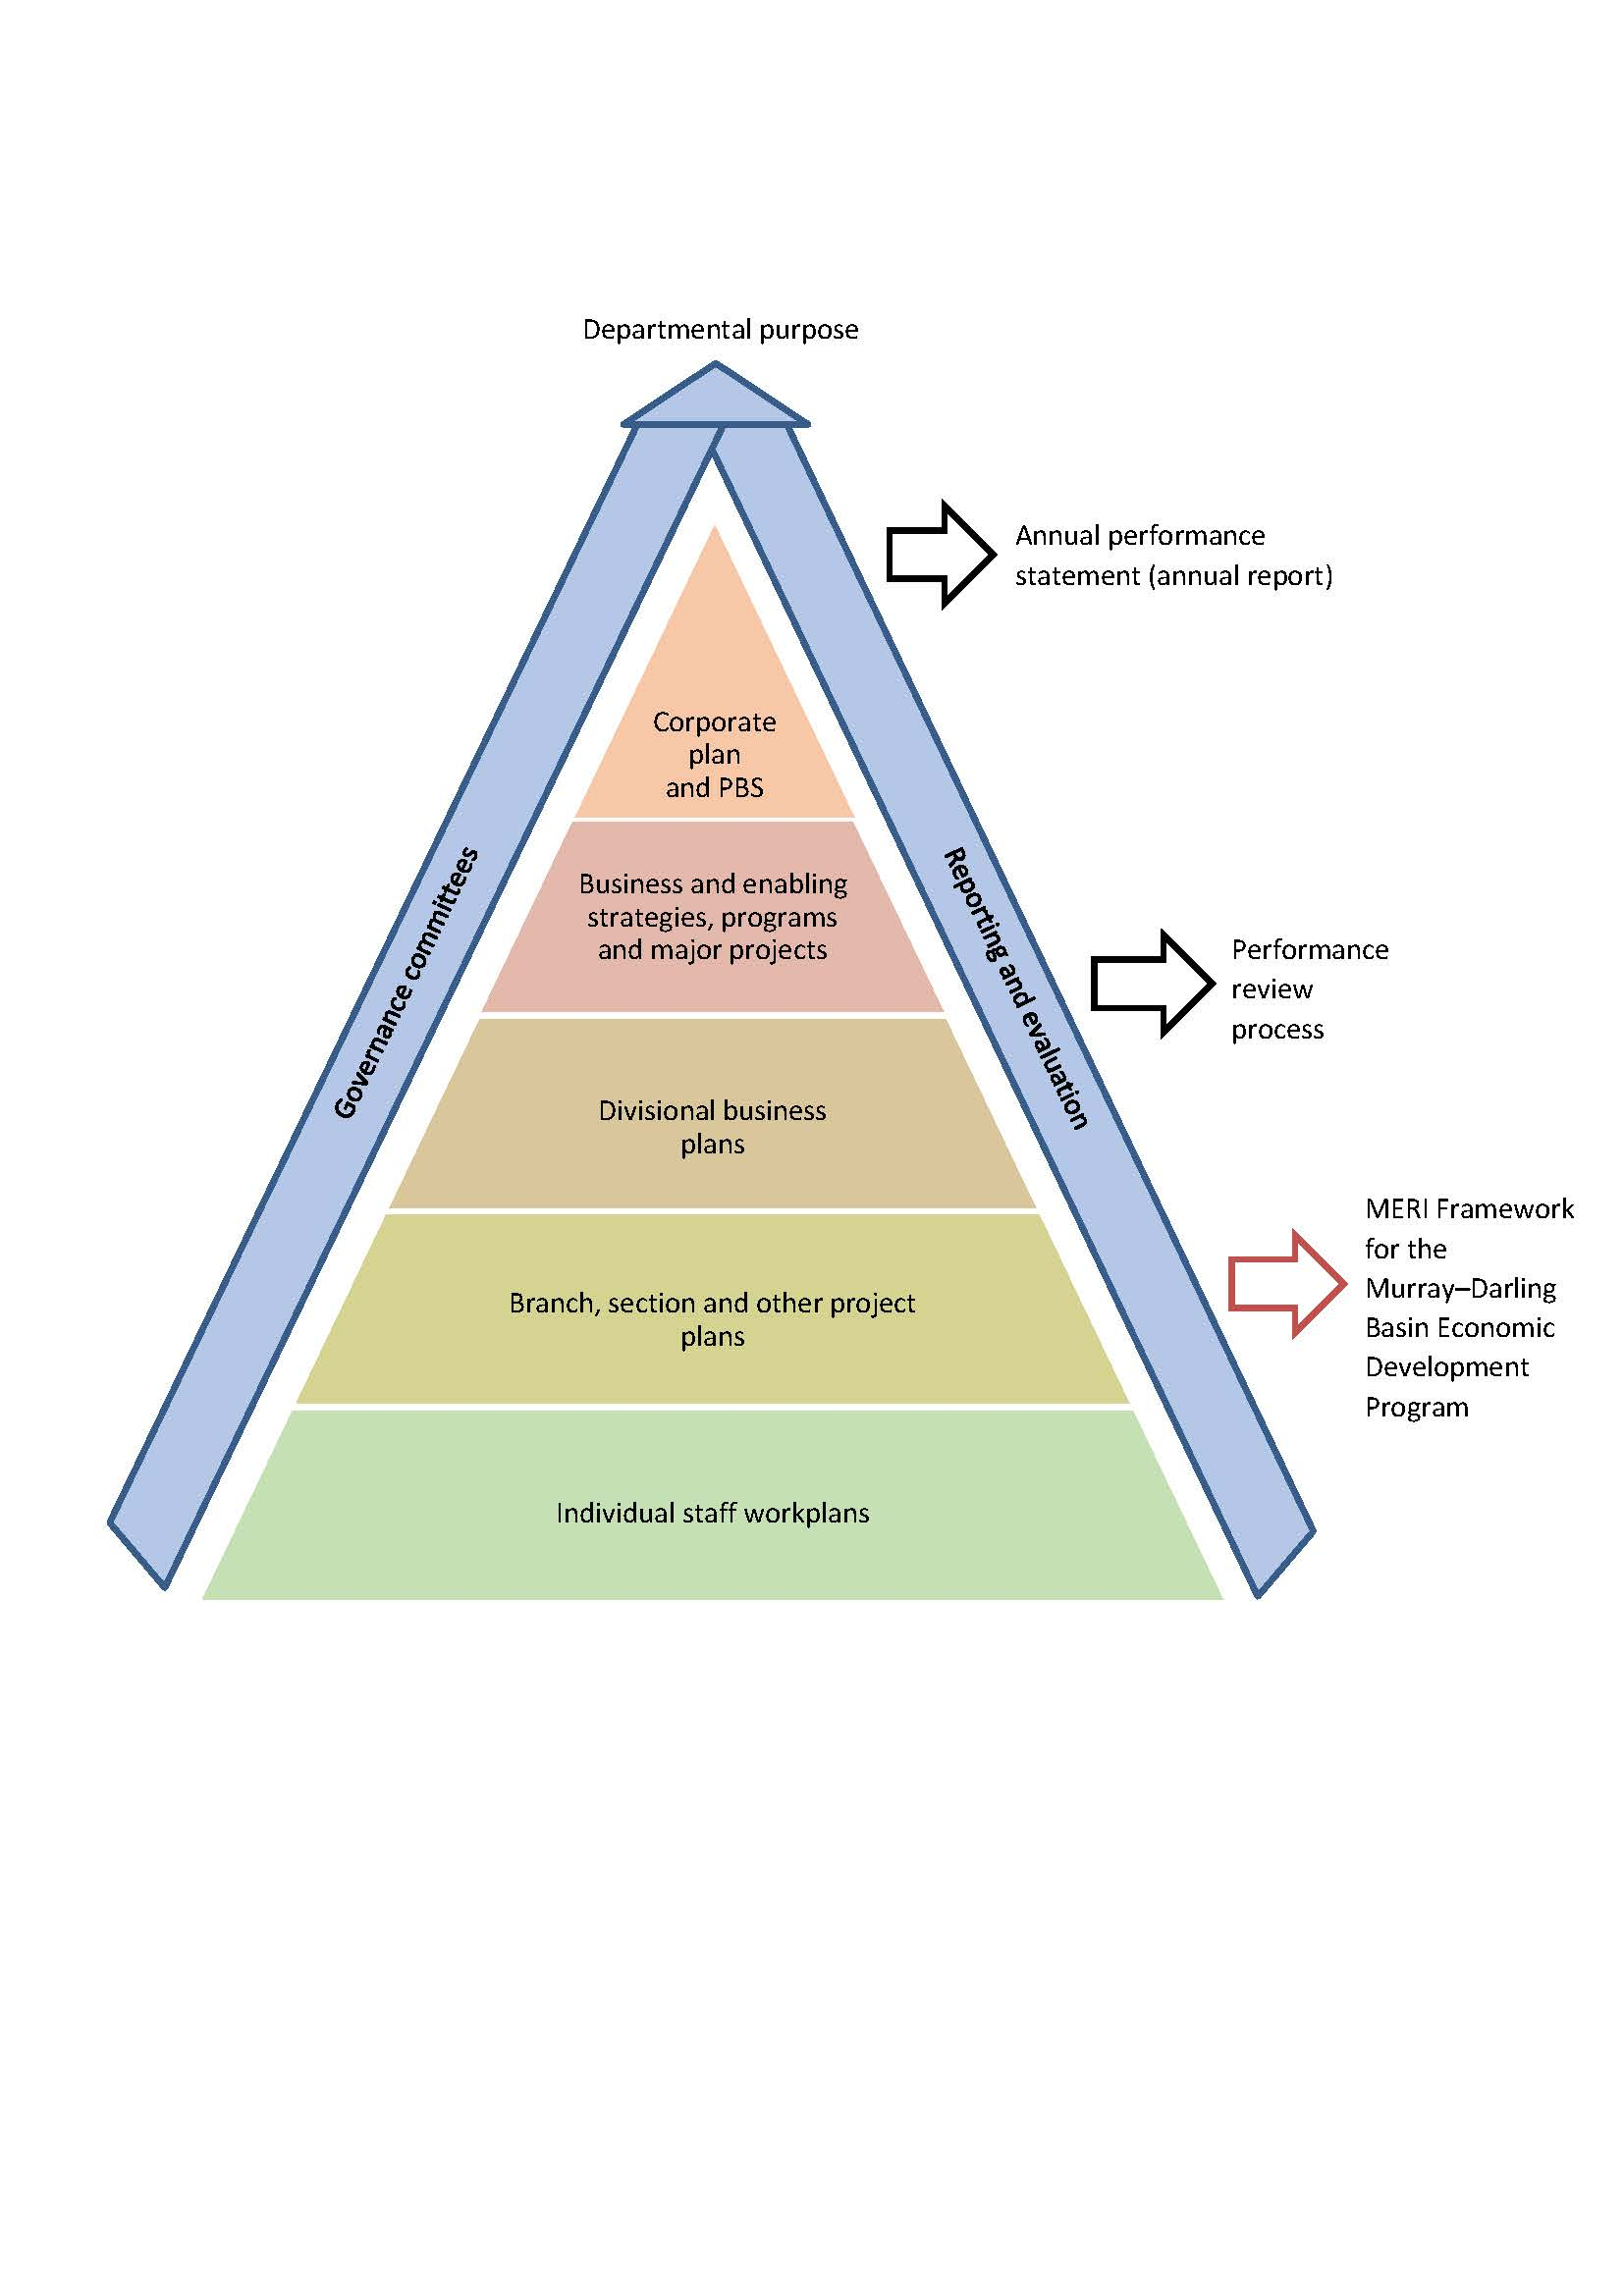 Departmental purpose
Annual performance
statement (annual report)
Corporate
plan
and PBS
Governance committees
Reporting and evaluation
Business and enabling
strategies, programs
and major projects
Performance
review
process
Divisional business
plans
MERI Framework
for the
Murray–Darling
Basin Economic
Development
Program
Branch, section and other project
plans
Individual staff workplans